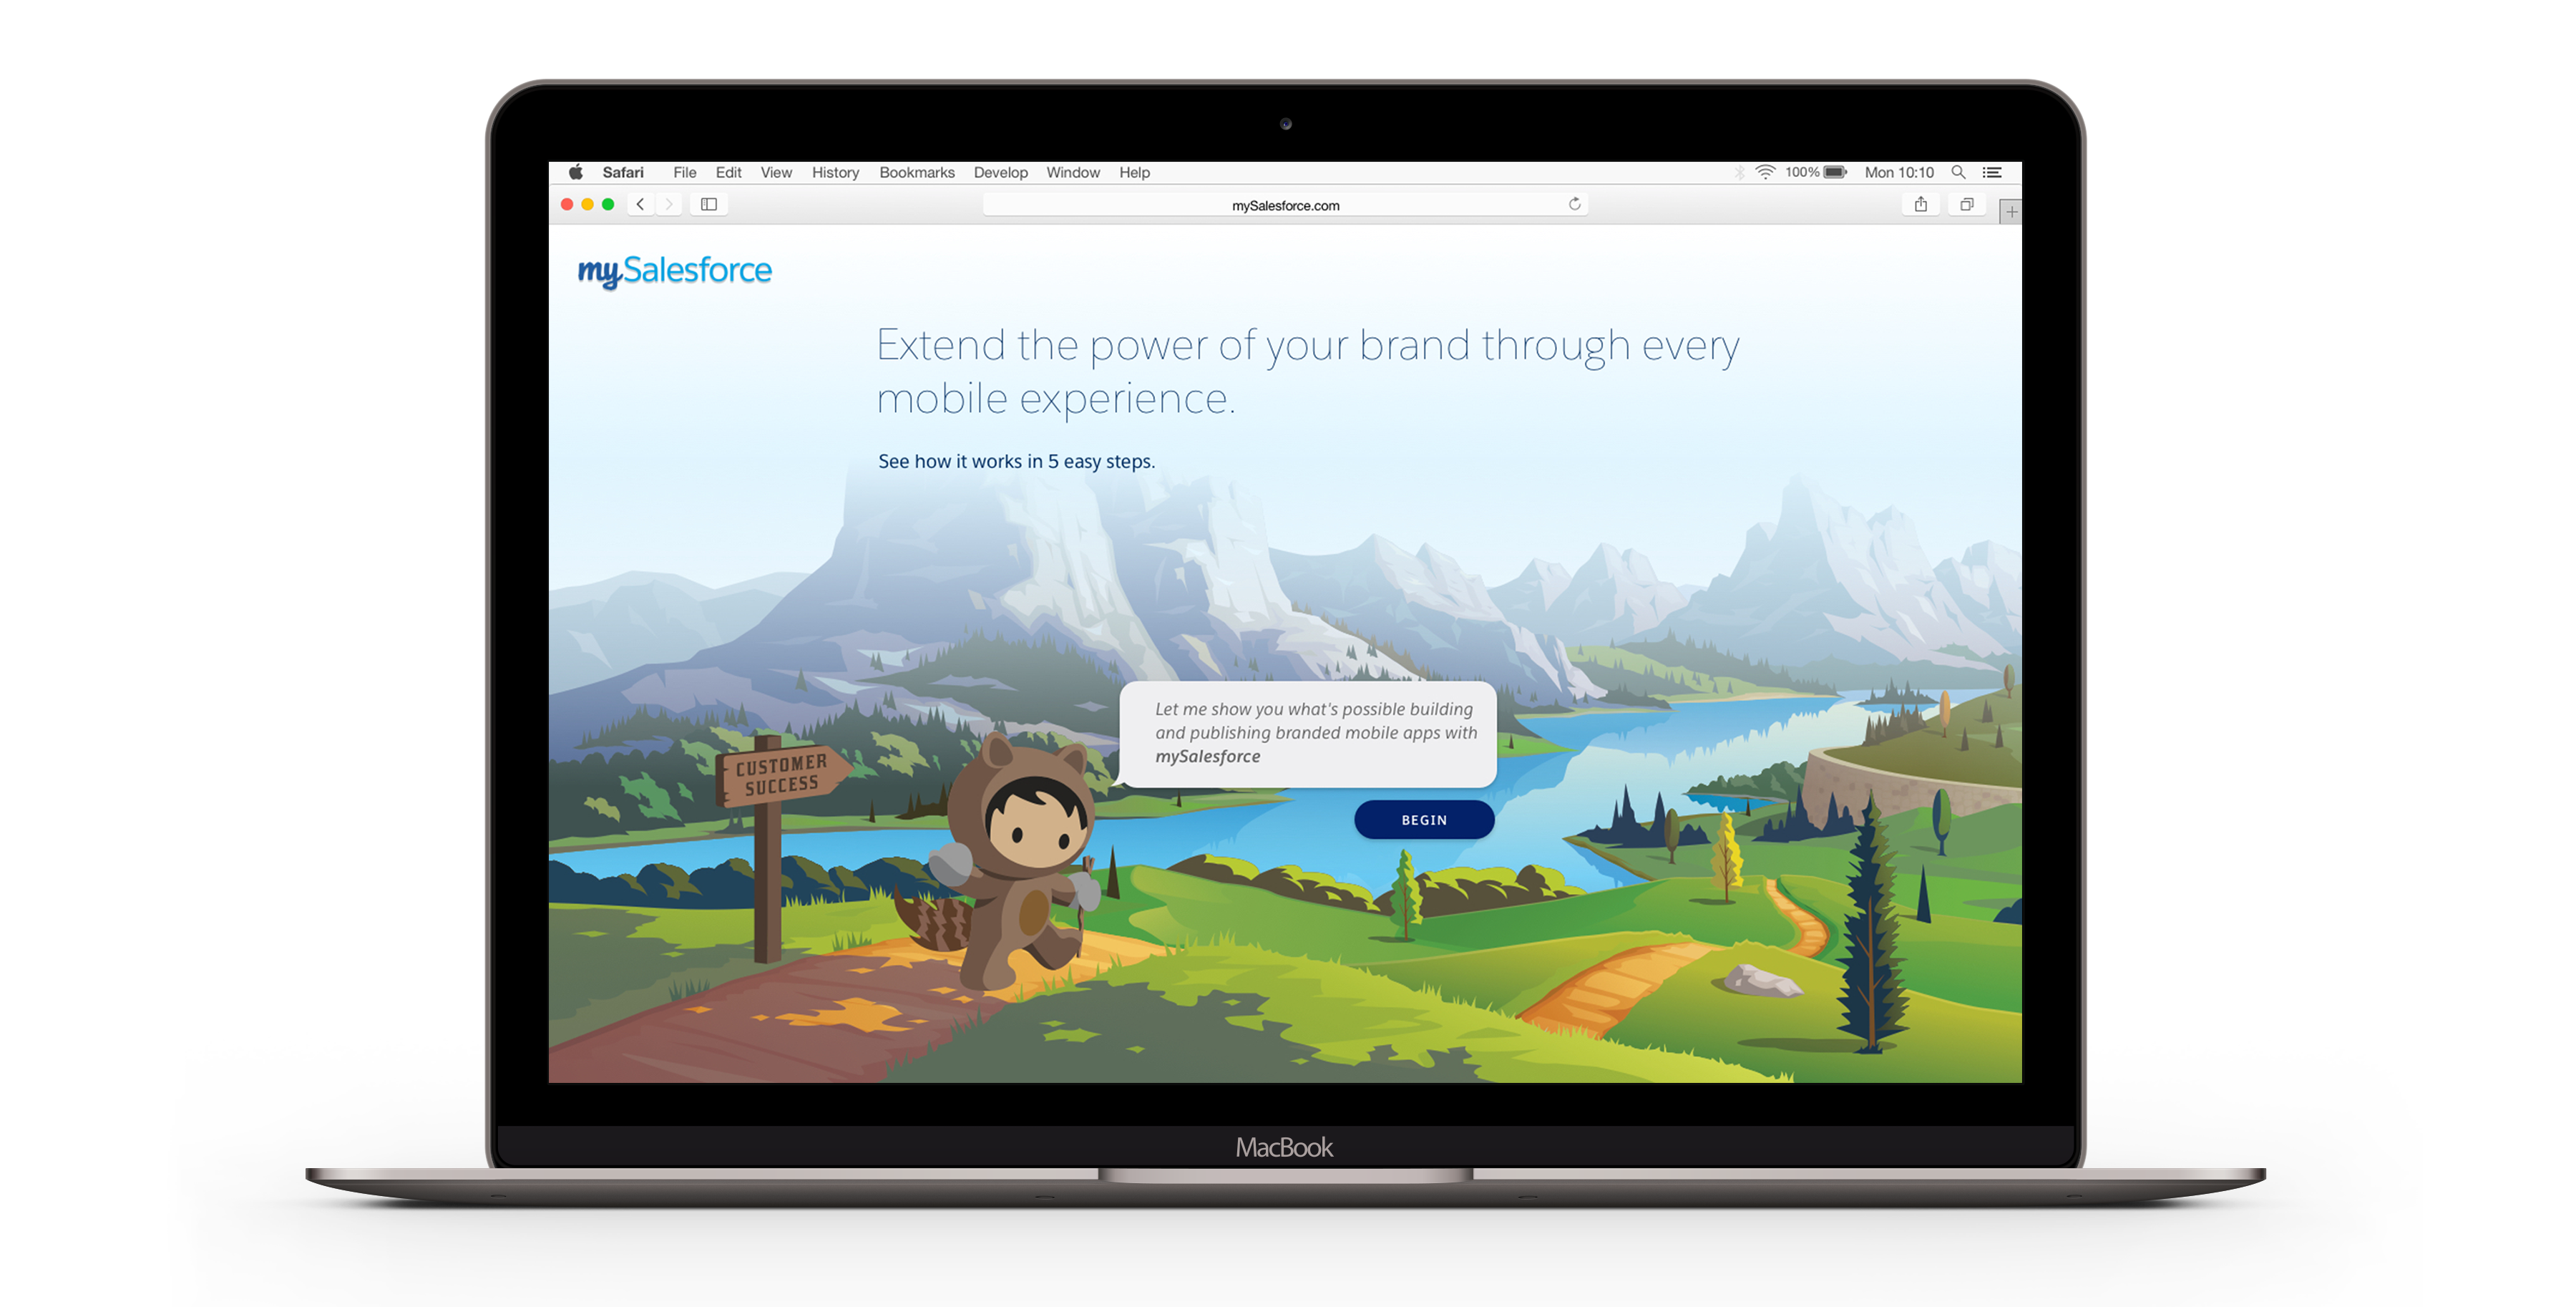 Safari File Edit View History Bookmarks Develop Window Help 100% Mon 10:10
mySalesforce.com
mySalesforce
Extend the power of your brand through every
mobile experience.
See how it works in 5 easy steps.
Let me show you what's possible building
and publishing branded mobile apps with
mySalesforce
CUSTOMER
SUCCESS
BEGIN
MacBook